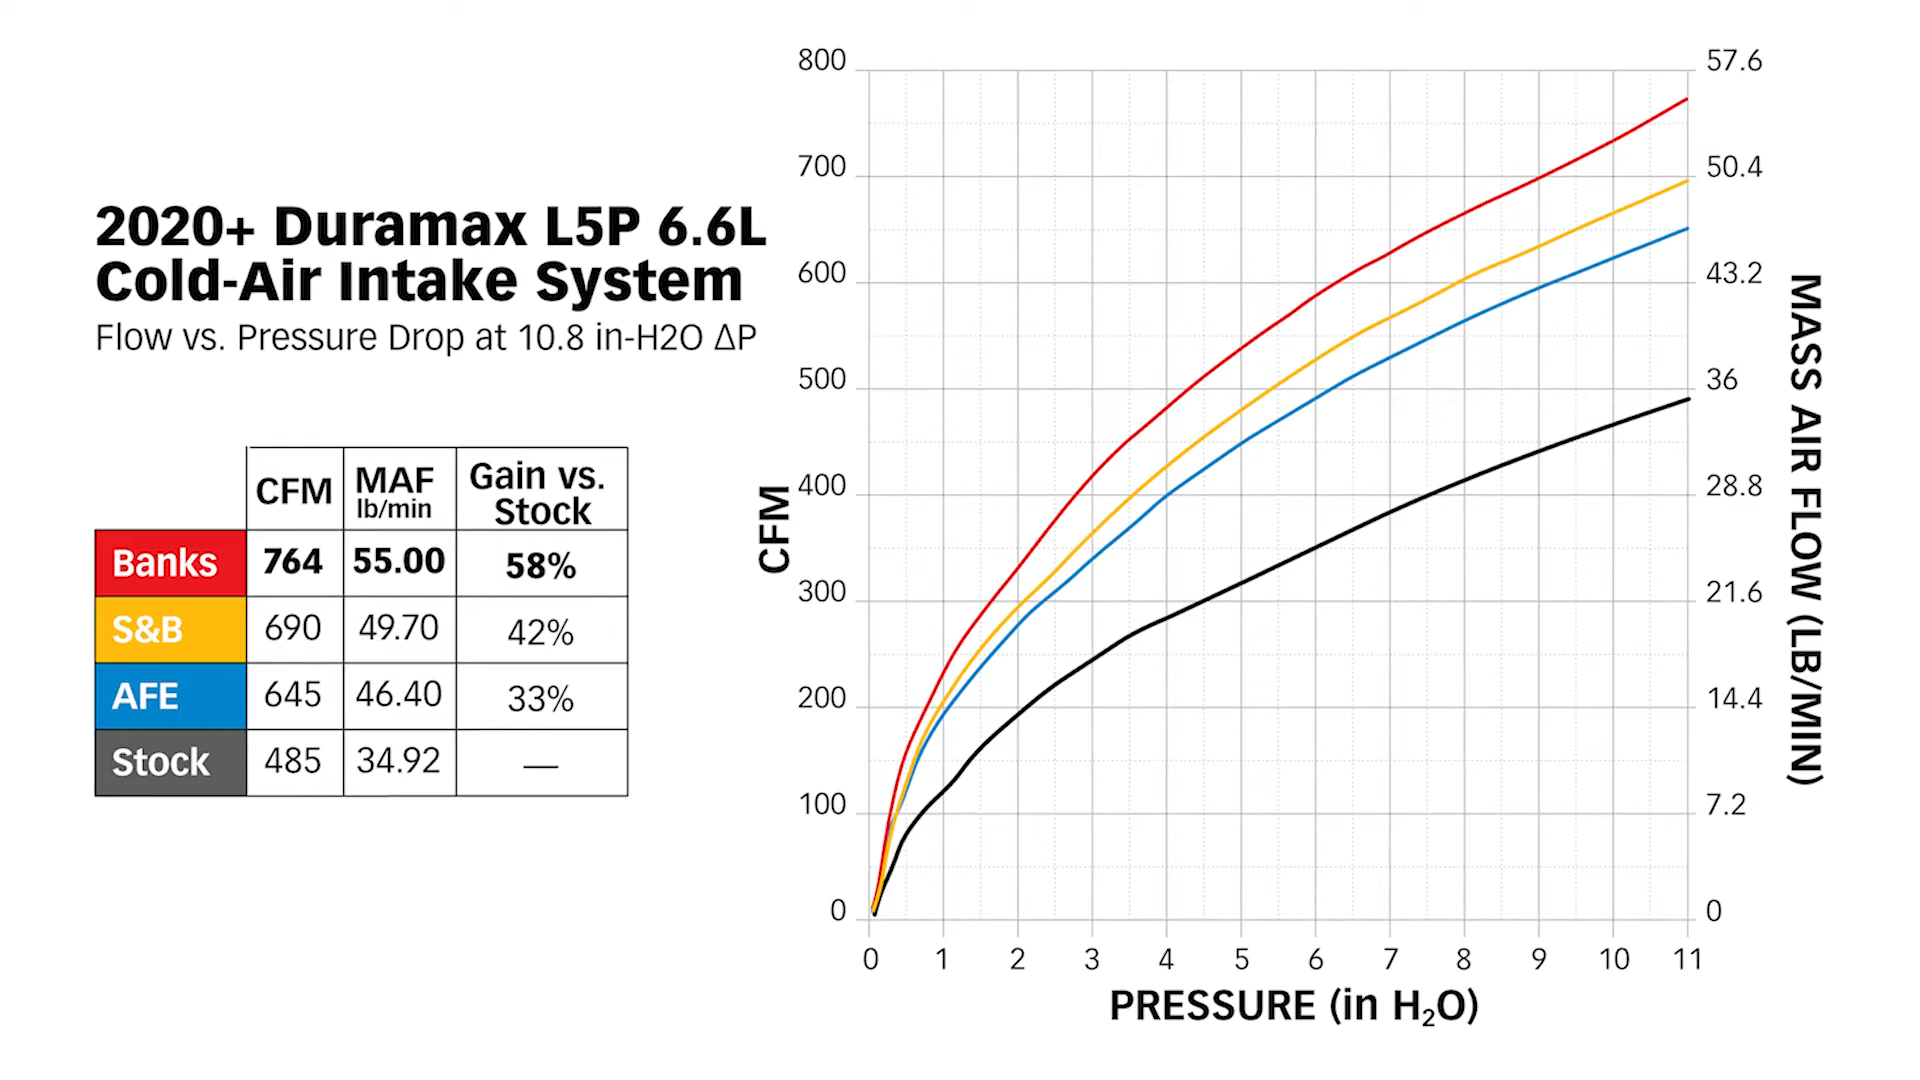 2020+ Duramax L5P 6.6L
Cold-Air Intake System
Flow vs. Pressure Drop at 10.8 in-H2O ΔP
CFM MAF lb/min Gain vs. Stock
Banks 764 55.00 58%
S&B 690 49.70 42%
AFE 645 46.40 33%
Stock 485 34.92 —
CFM
800
700
600
500
400
300
200
100
0
57.6
50.4
43.2
36
28.8
21.6
14.4
7.2
0
MASS AIR FLOW (LB/MIN)
0 1 2 3 4 5 6 7 8 9 10 11
PRESSURE (in H₂O)